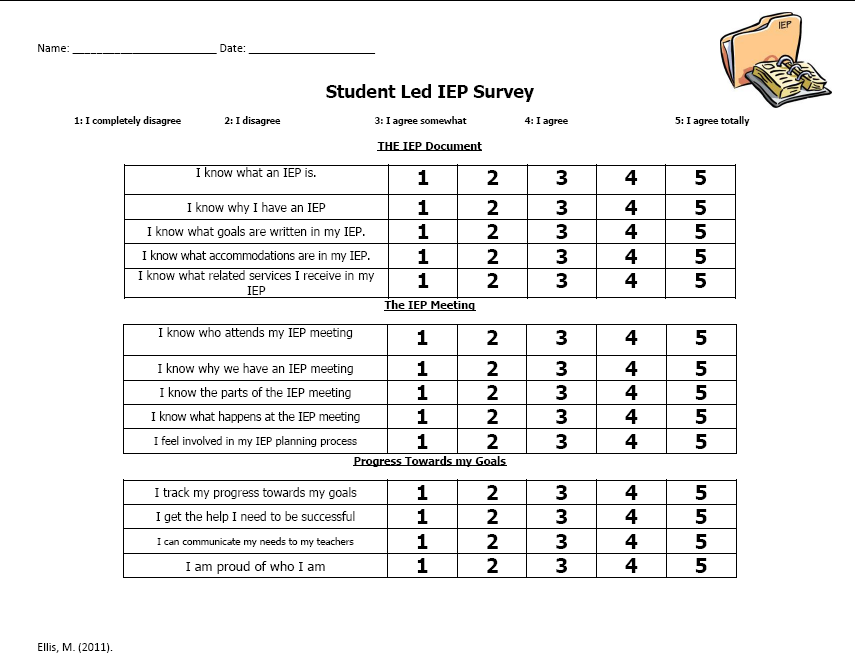 IEP
Name: ________________________ Date: _____________________
Student Led IEP Survey
1: I completely disagree 2: I disagree 3: I agree somewhat 4: I agree 5: I agree totally
THE IEP Document
I know what an IEP is. 1 2 3 4 5
I know why I have an IEP 1 2 3 4 5
I know what goals are written in my IEP. 1 2 3 4 5
I know what accommodations are in my IEP. 1 2 3 4 5
I know what related services I receive in my
IEP 1 2 3 4 5
The IEP Meeting
I know who attends my IEP meeting 1 2 3 4 5
I know why we have an IEP meeting 1 2 3 4 5
I know the parts of the IEP meeting 1 2 3 4 5
I know what happens at the IEP meeting 1 2 3 4 5
I feel involved in my IEP planning process 1 2 3 4 5
Progress Towards my Goals
I track my progress towards my goals 1 2 3 4 5
I get the help I need to be successful 1 2 3 4 5
I can communicate my needs to my teachers 1 2 3 4 5
I am proud of who I am 1 2 3 4 5
Ellis, M. (2011).